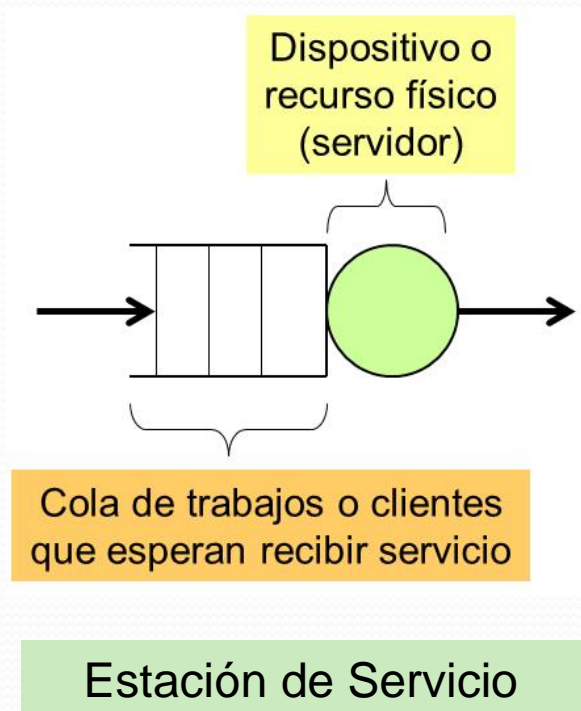 Dispositivo o
recurso físico
(servidor)
Cola de trabajos o clientes
que esperan recibir servicio
Estación de Servicio